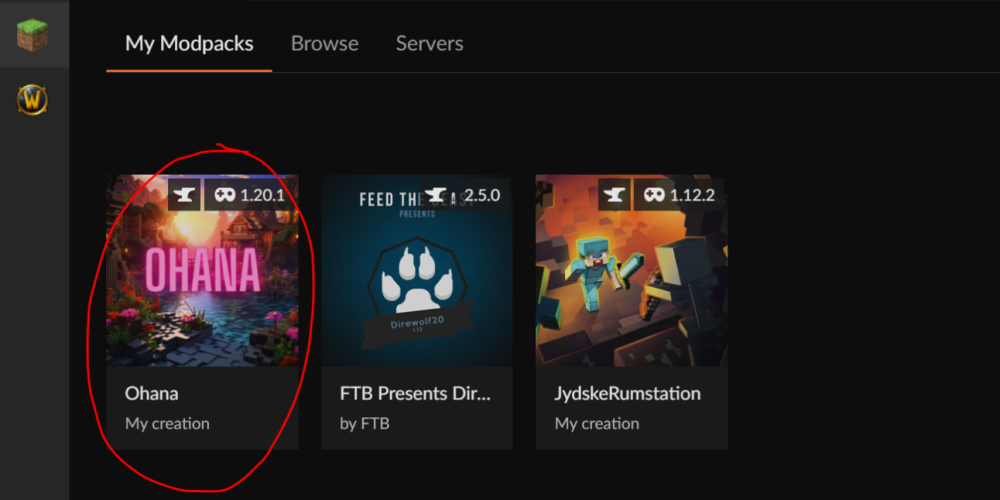 My Modpacks Browse Servers
1.20.1
OHANA
Ohana
My creation
FEED THE BEAST
2.5.0
PRESENTS
Direwolf20
1.12
FTB Presents Dir...
by FTB
1.12.2
JydskeRumstation
My creation
W